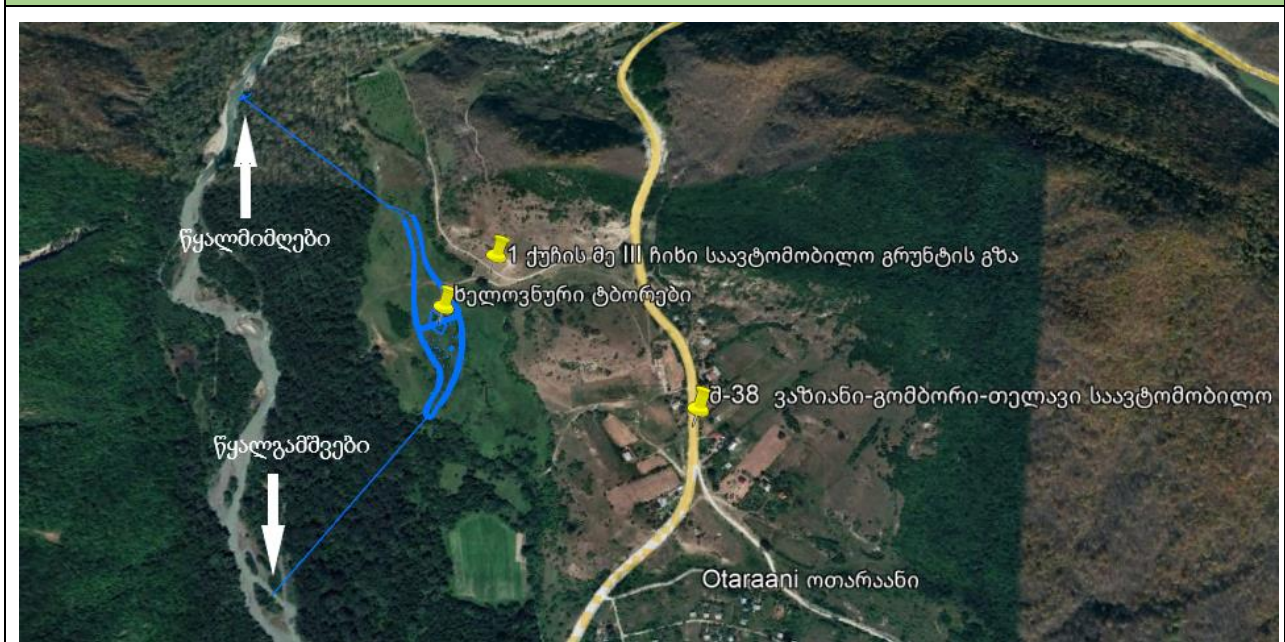 წყალმიმღები
1 ქუჩის მე III ჩიხი საავტომობილო გრუნტის გზა
ხელოვნური ტბორები
შ-38 ვაზიანი-გომბორი-თელავი საავტომობილო
წყალგამშვები
Otaraani ოთარაანი